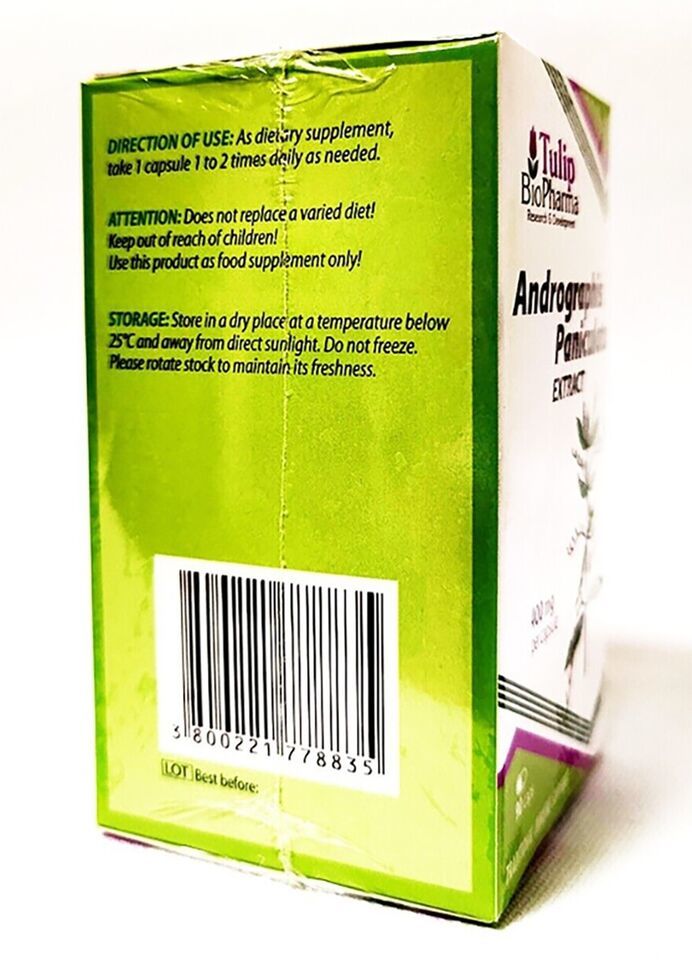 DIRECTION OF USE: As dietary supplement,
take 1 capsule 1 to 2 times daily as needed.
ATTENTION: Does not replace a varied diet!
Keep out of reach of children!
Use this product as food supplement only!
STORAGE: Store in a dry place at a temperature below
25°C and away from direct sunlight. Do not freeze.
Please rotate stock to maintain its freshness.
3 800221 778835
LOT Best before:
Tulip
BioPharma
Research & Development
Andrographis
EXTRACT
400 mg
per capsule